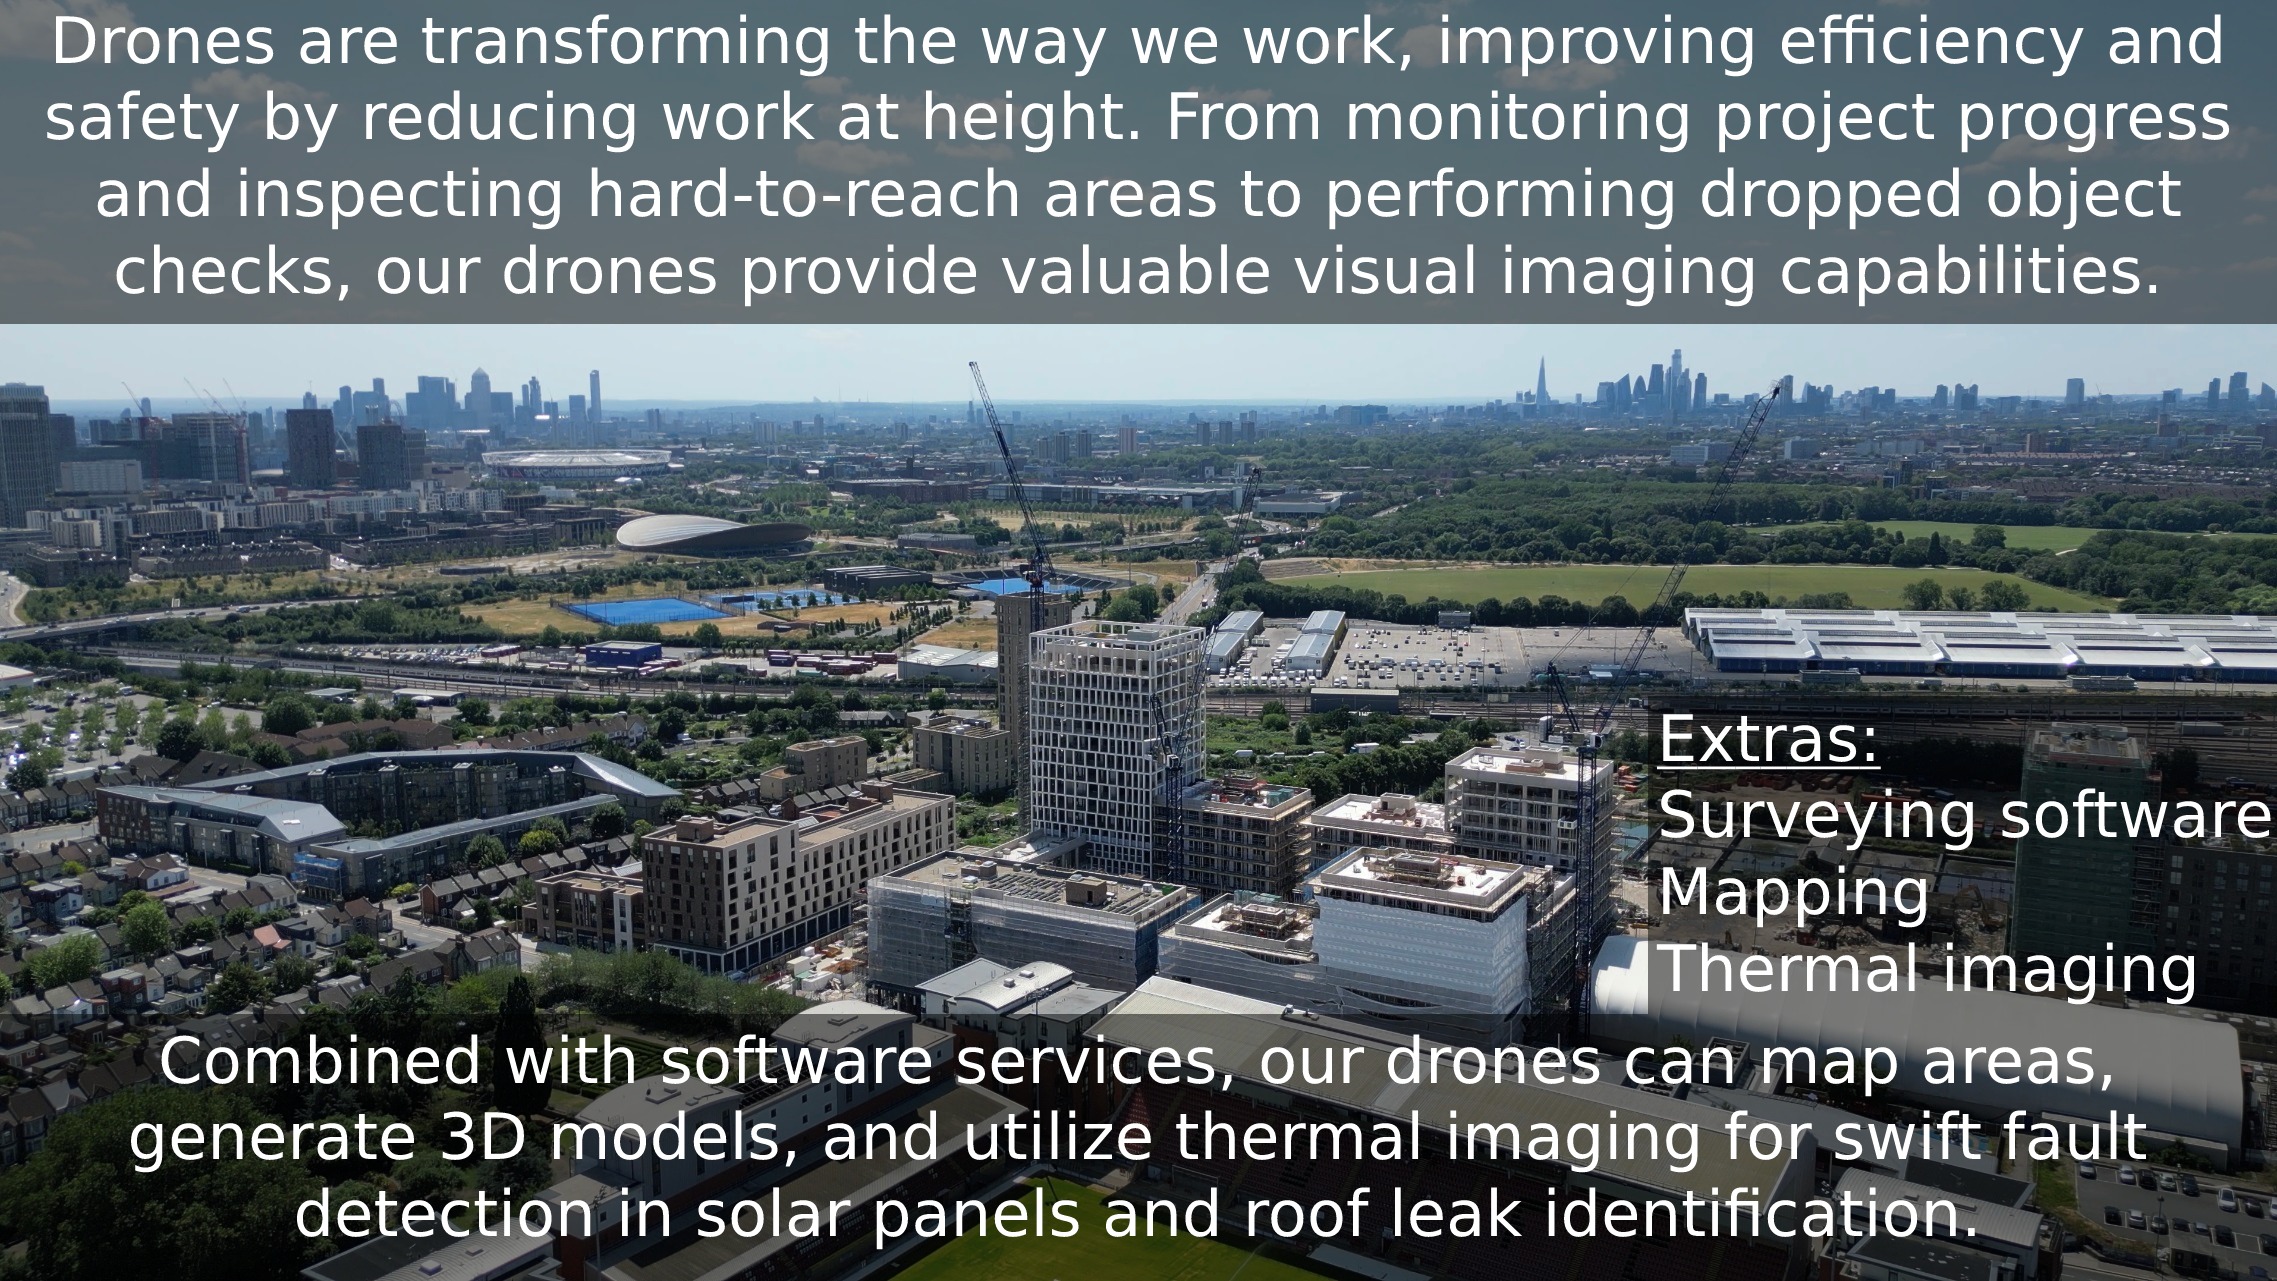 Drones are transforming the way we work, improving efficiency and
safety by reducing work at height. From monitoring project progress
and inspecting hard-to-reach areas to performing dropped object
checks, our drones provide valuable visual imaging capabilities.
Extras:
Surveying software
Mapping
Thermal imaging
Combined with software services, our drones can map areas,
generate 3D models, and utilize thermal imaging for swift fault
detection in solar panels and roof leak identification.